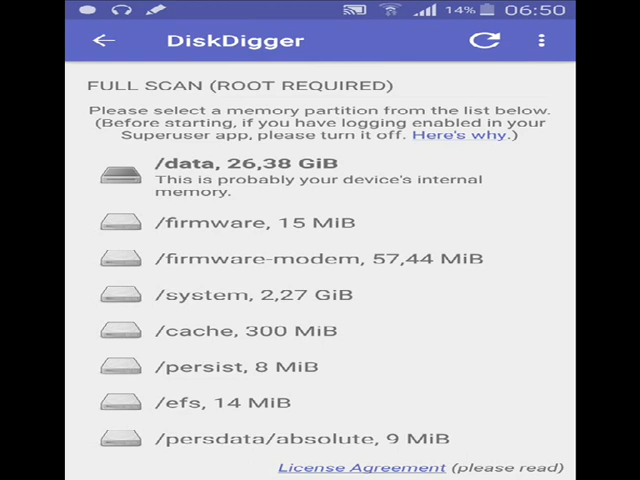 14% 06:50
DiskDigger
FULL SCAN (ROOT REQUIRED)
Please select a memory partition from the list below.
(Before starting, if you have logging enabled in your
Superuser app, please turn it off. Here's why.)
/data, 26,38 GiB
This is probably your device's internal
memory.
/firmware, 15 MiB
/firmware-modem, 57,44 MiB
/system, 2,27 GiB
/cache, 300 MiB
/persist, 8 MiB
/efs, 14 MiB
/persdata/absolute, 9 MiB
License Agreement (please read)